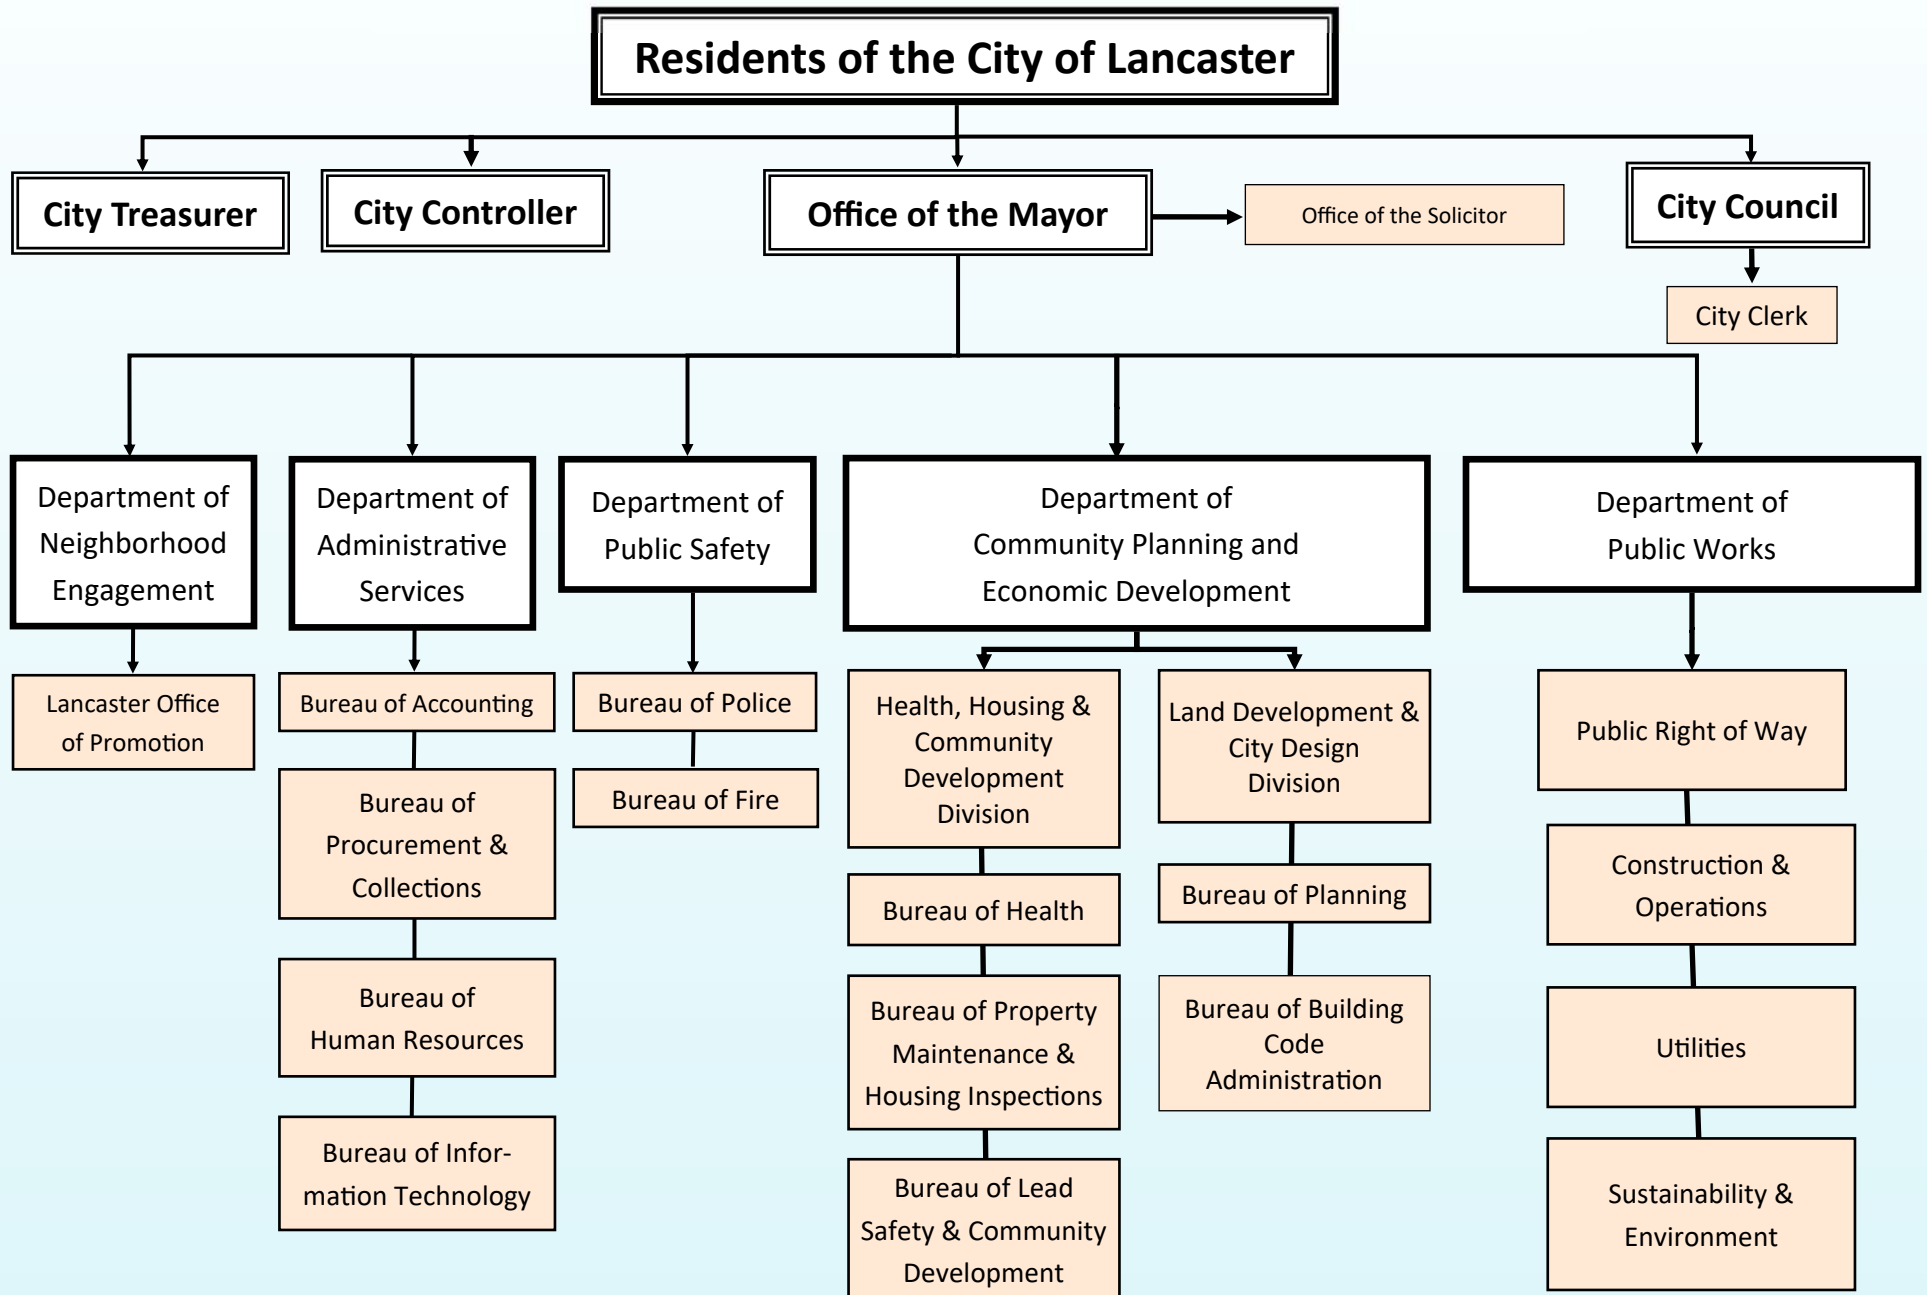 Residents of the City of Lancaster
City Treasurer
City Controller
Office of the Mayor
Office of the Solicitor
City Council
City Clerk
Department of
Neighborhood
Engagement
Department of
Administrative
Services
Department of
Public Safety
Department of
Community Planning and
Economic Development
Department of
Public Works
Lancaster Office
of Promotion
Bureau of Accounting
Bureau of
Procurement &
Collections
Bureau of
Human Resources
Bureau of Infor-
mation Technology
Bureau of Police
Bureau of Fire
Health, Housing &
Community
Development
Division
Bureau of Health
Bureau of Property
Maintenance &
Housing Inspections
Bureau of Lead
Safety & Community
Development
Land Development &
City Design
Division
Bureau of Planning
Bureau of Building
Code
Administration
Public Right of Way
Construction &
Operations
Utilities
Sustainability &
Environment